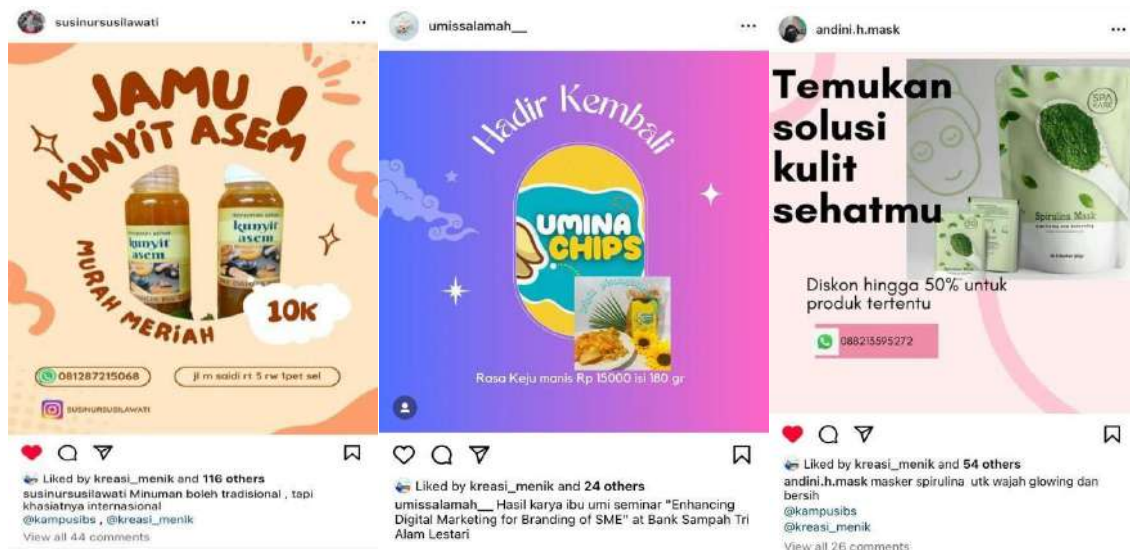 susinursusilawati
JAMU
KUNYIT ASEM!
kunyit
asem
kunyit
asem
MURAH MERIAH
10K
081287215068
jl m saidi rt 5 rw 1pet sel
SUSINURSUSILAWATI
Liked by kreasi_menik and 116 others
susinursusilawati Minuman boleh tradisional , tapi
khasiatnya internasional
@kampusibs , @kreasi_menik
View all 44 comments
umissalamah__
Hadir Kembali
UMINA
CHIPS
Rasa Keju manis Rp 15000 isi 180 gr
Liked by kreasi_menik and 24 others
umissalamah__ Hasil karya ibu umi seminar "Enhancing
Digital Marketing for Branding of SME" at Bank Sampah Tri
Alam Lestari
andini.h.mask
Temukan
solusi
kulit
sehatmu
SPA
KARE
Spirulina Mask
Diskon hingga 50% untuk
produk tertentu
088213595272
Liked by kreasi_menik and 54 others
andini.h.mask masker spirulina utk wajah glowing dan
bersih
@kampusibs
@kreasi_menik
View all 26 comments